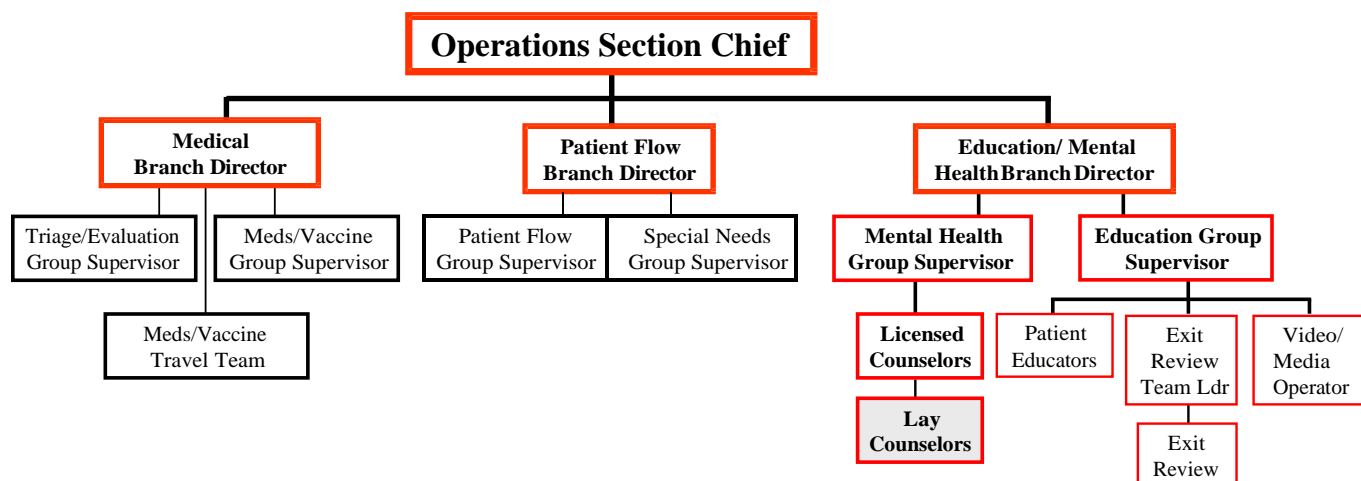 Operations Section Chief
Medical
Branch Director
Patient Flow
Branch Director
Education/ Mental
Health Branch Director
Triage/Evaluation
Group Supervisor
Meds/Vaccine
Group Supervisor
Patient Flow
Group Supervisor
Special Needs
Group Supervisor
Mental Health
Group Supervisor
Education Group
Supervisor
Meds/Vaccine
Travel Team
Licensed
Counselors
Patient
Educators
Exit
Review
Team Ldr
Video/
Media
Operator
Lay
Counselors
Exit
Review